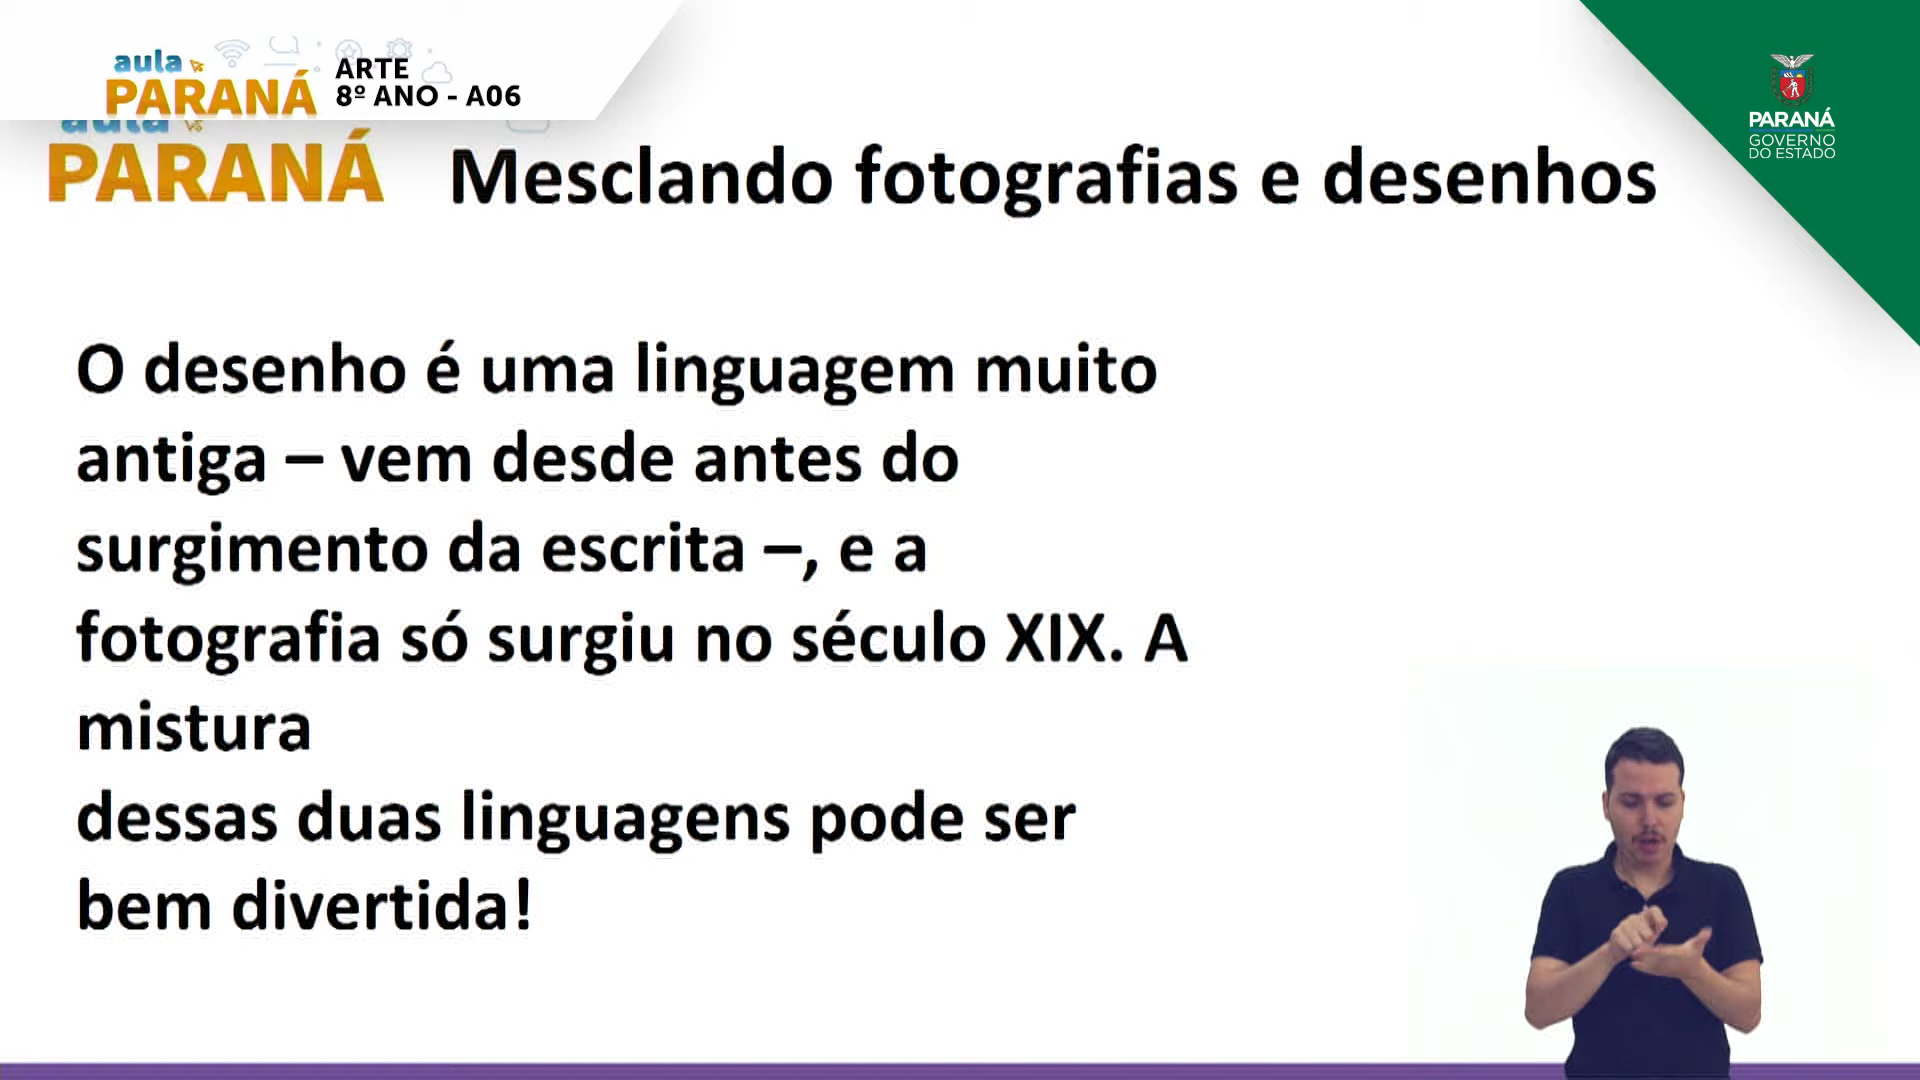 aula
PARANÁ
ARTE
8º ANO - A06
PARANÁ
GOVERNO
DO ESTADO
aula
PARANÁ
Mesclando fotografias e desenhos
O desenho é uma linguagem muito
antiga – vem desde antes do
surgimento da escrita –, e a
fotografia só surgiu no século XIX. A
mistura
dessas duas linguagens pode ser
bem divertida!